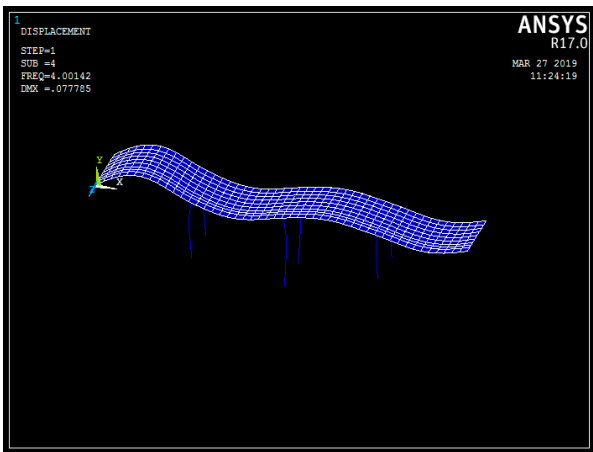 1
DISPLACEMENT
STEP=1
SUB =4
FREQ=4.00142
DMX =.077785
ANSYS
R17.0
MAR 27 2019
11:24:19
Y
X
Z